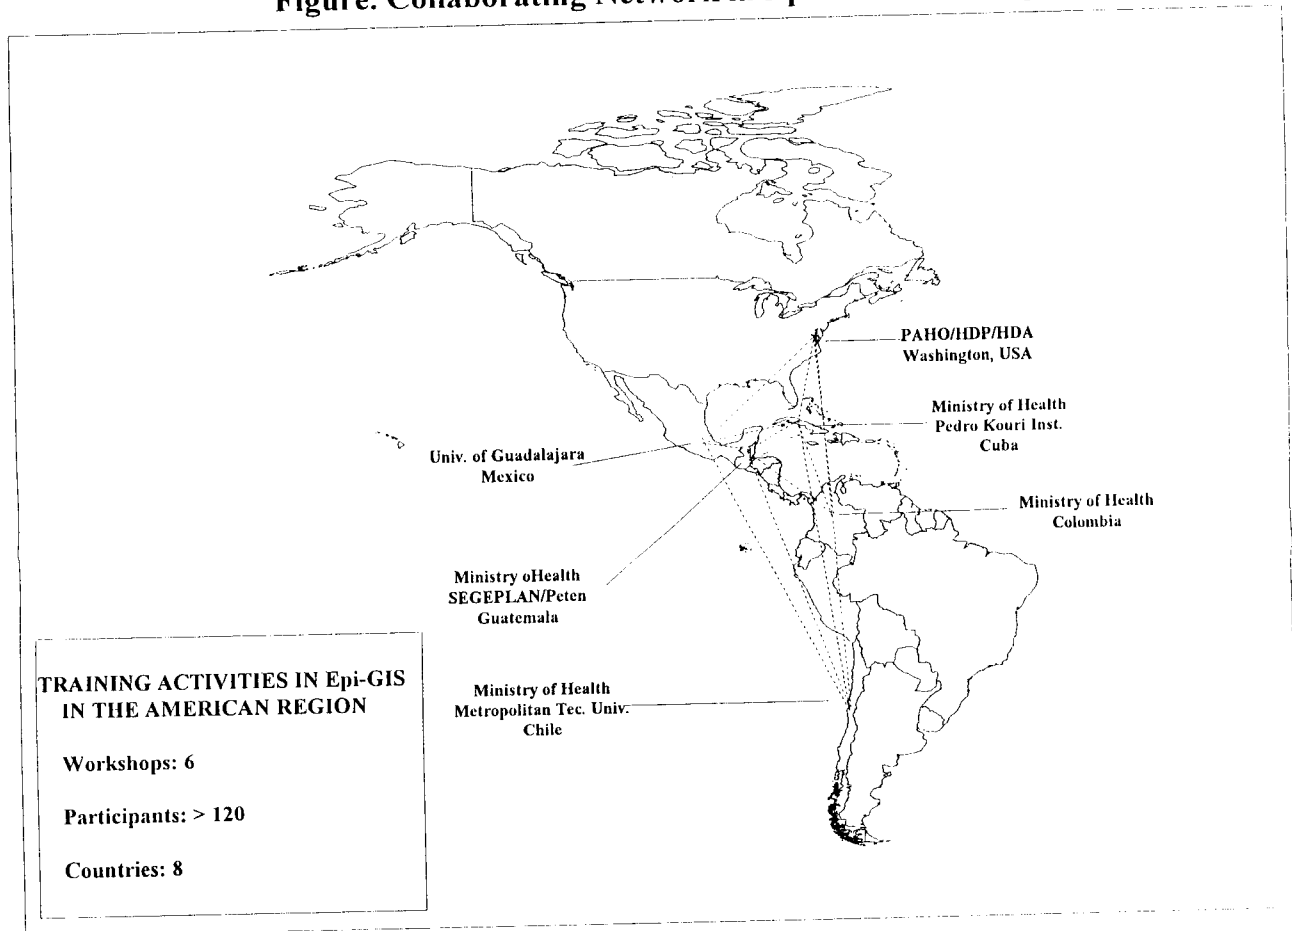 Figure. Collaborating Network in
PAHO/HDP/HDA
Washington, USA
Ministry of Health
Pedro Kouri Inst.
Cuba
Univ. of Guadalajara
Mexico
Ministry of Health
Colombia
Ministry oHealth
SEGEPLAN/Peten
Guatemala
Ministry of Health
Metropolitan Tec. Univ.
Chile
TRAINING ACTIVITIES IN Epi-GIS
IN THE AMERICAN REGION
Workshops: 6
Participants: > 120
Countries: 8